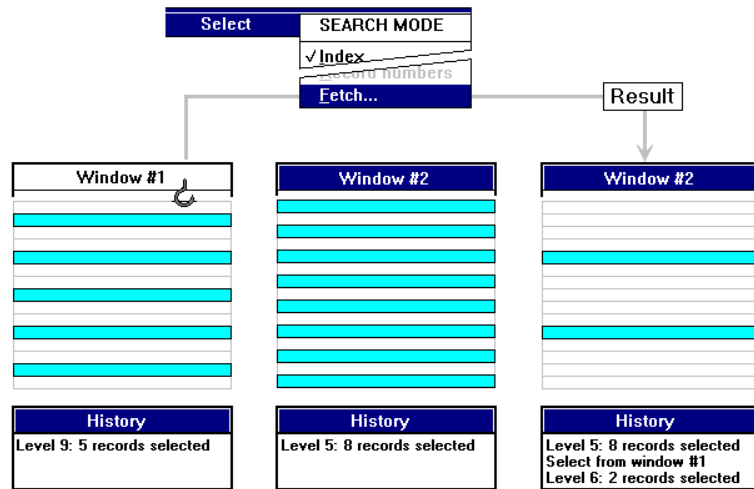 Select
SEARCH MODE
√ Index
Record numbers
Fetch...
Result
Window #1
Window #2
Window #2
History
Level 9: 5 records selected
History
Level 5: 8 records selected
History
Level 5: 8 records selected
Select from window #1
Level 6: 2 records selected